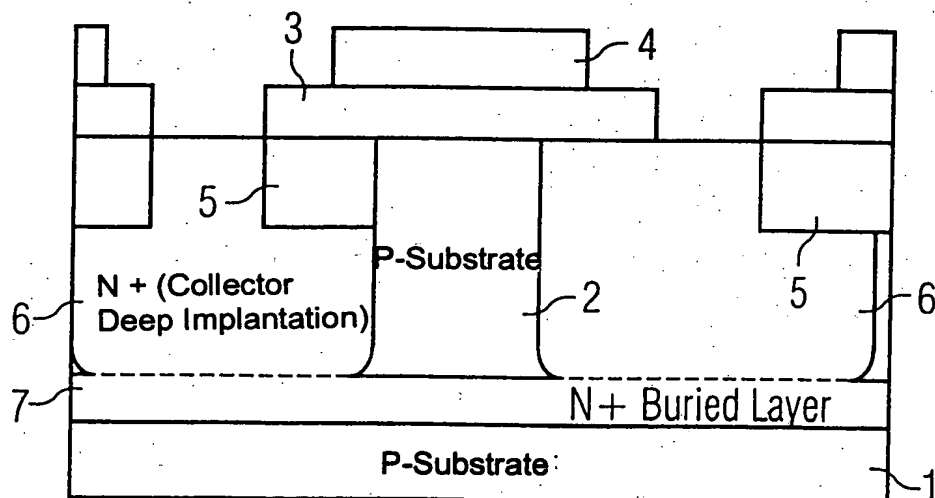 4
3
5
P-Substrate
5
6
N + (Collector
Deep Implantation)
2
6
7
N+ Buried Layer
P-Substrate
1